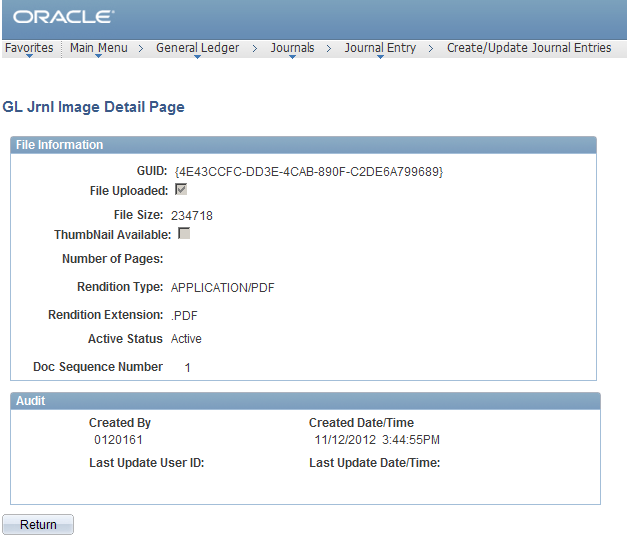 ORACLE
Favorites Main Menu > General Ledger > Journals > Journal Entry > Create/Update Journal Entries
GL Jrnl Image Detail Page
File Information
GUID: {4E43CCFC-DD3E-4CAB-890F-C2DE6A799689}
File Uploaded:
File Size: 234718
ThumbNail Available:
Number of Pages:
Rendition Type: APPLICATION/PDF
Rendition Extension: .PDF
Active Status Active
Doc Sequence Number 1
Audit
Created By Created Date/Time
0120161 11/12/2012 3:44:55PM
Last Update User ID: Last Update Date/Time:
Return